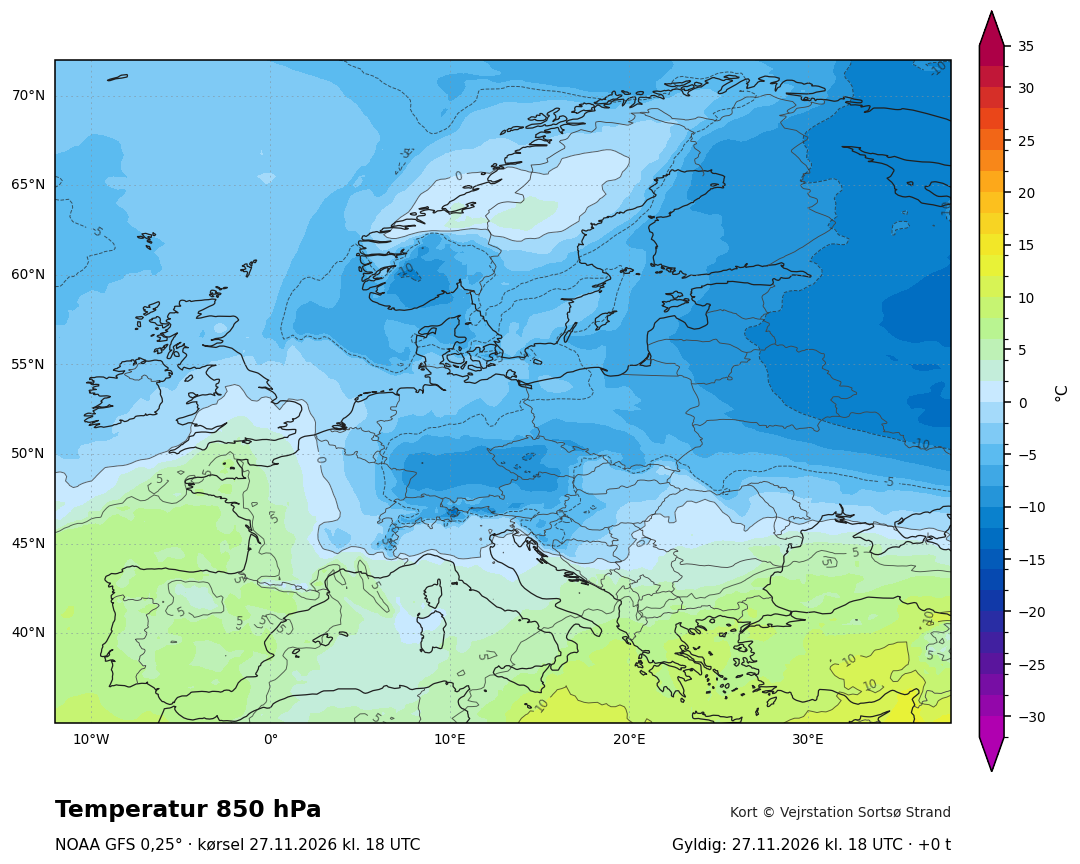 35
30
25
20
15
10
5
0
−5
−10
−15
−20
−25
−30
°C
70°N
65°N
60°N
55°N
50°N
45°N
40°N
10°W
0°
10°E
20°E
30°E
Temperatur 850 hPa
Kort © Vejrstation Sortsø Strand
NOAA GFS 0,25° · kørsel 27.11.2026 kl. 18 UTC
Gyldig: 27.11.2026 kl. 18 UTC · +0 t